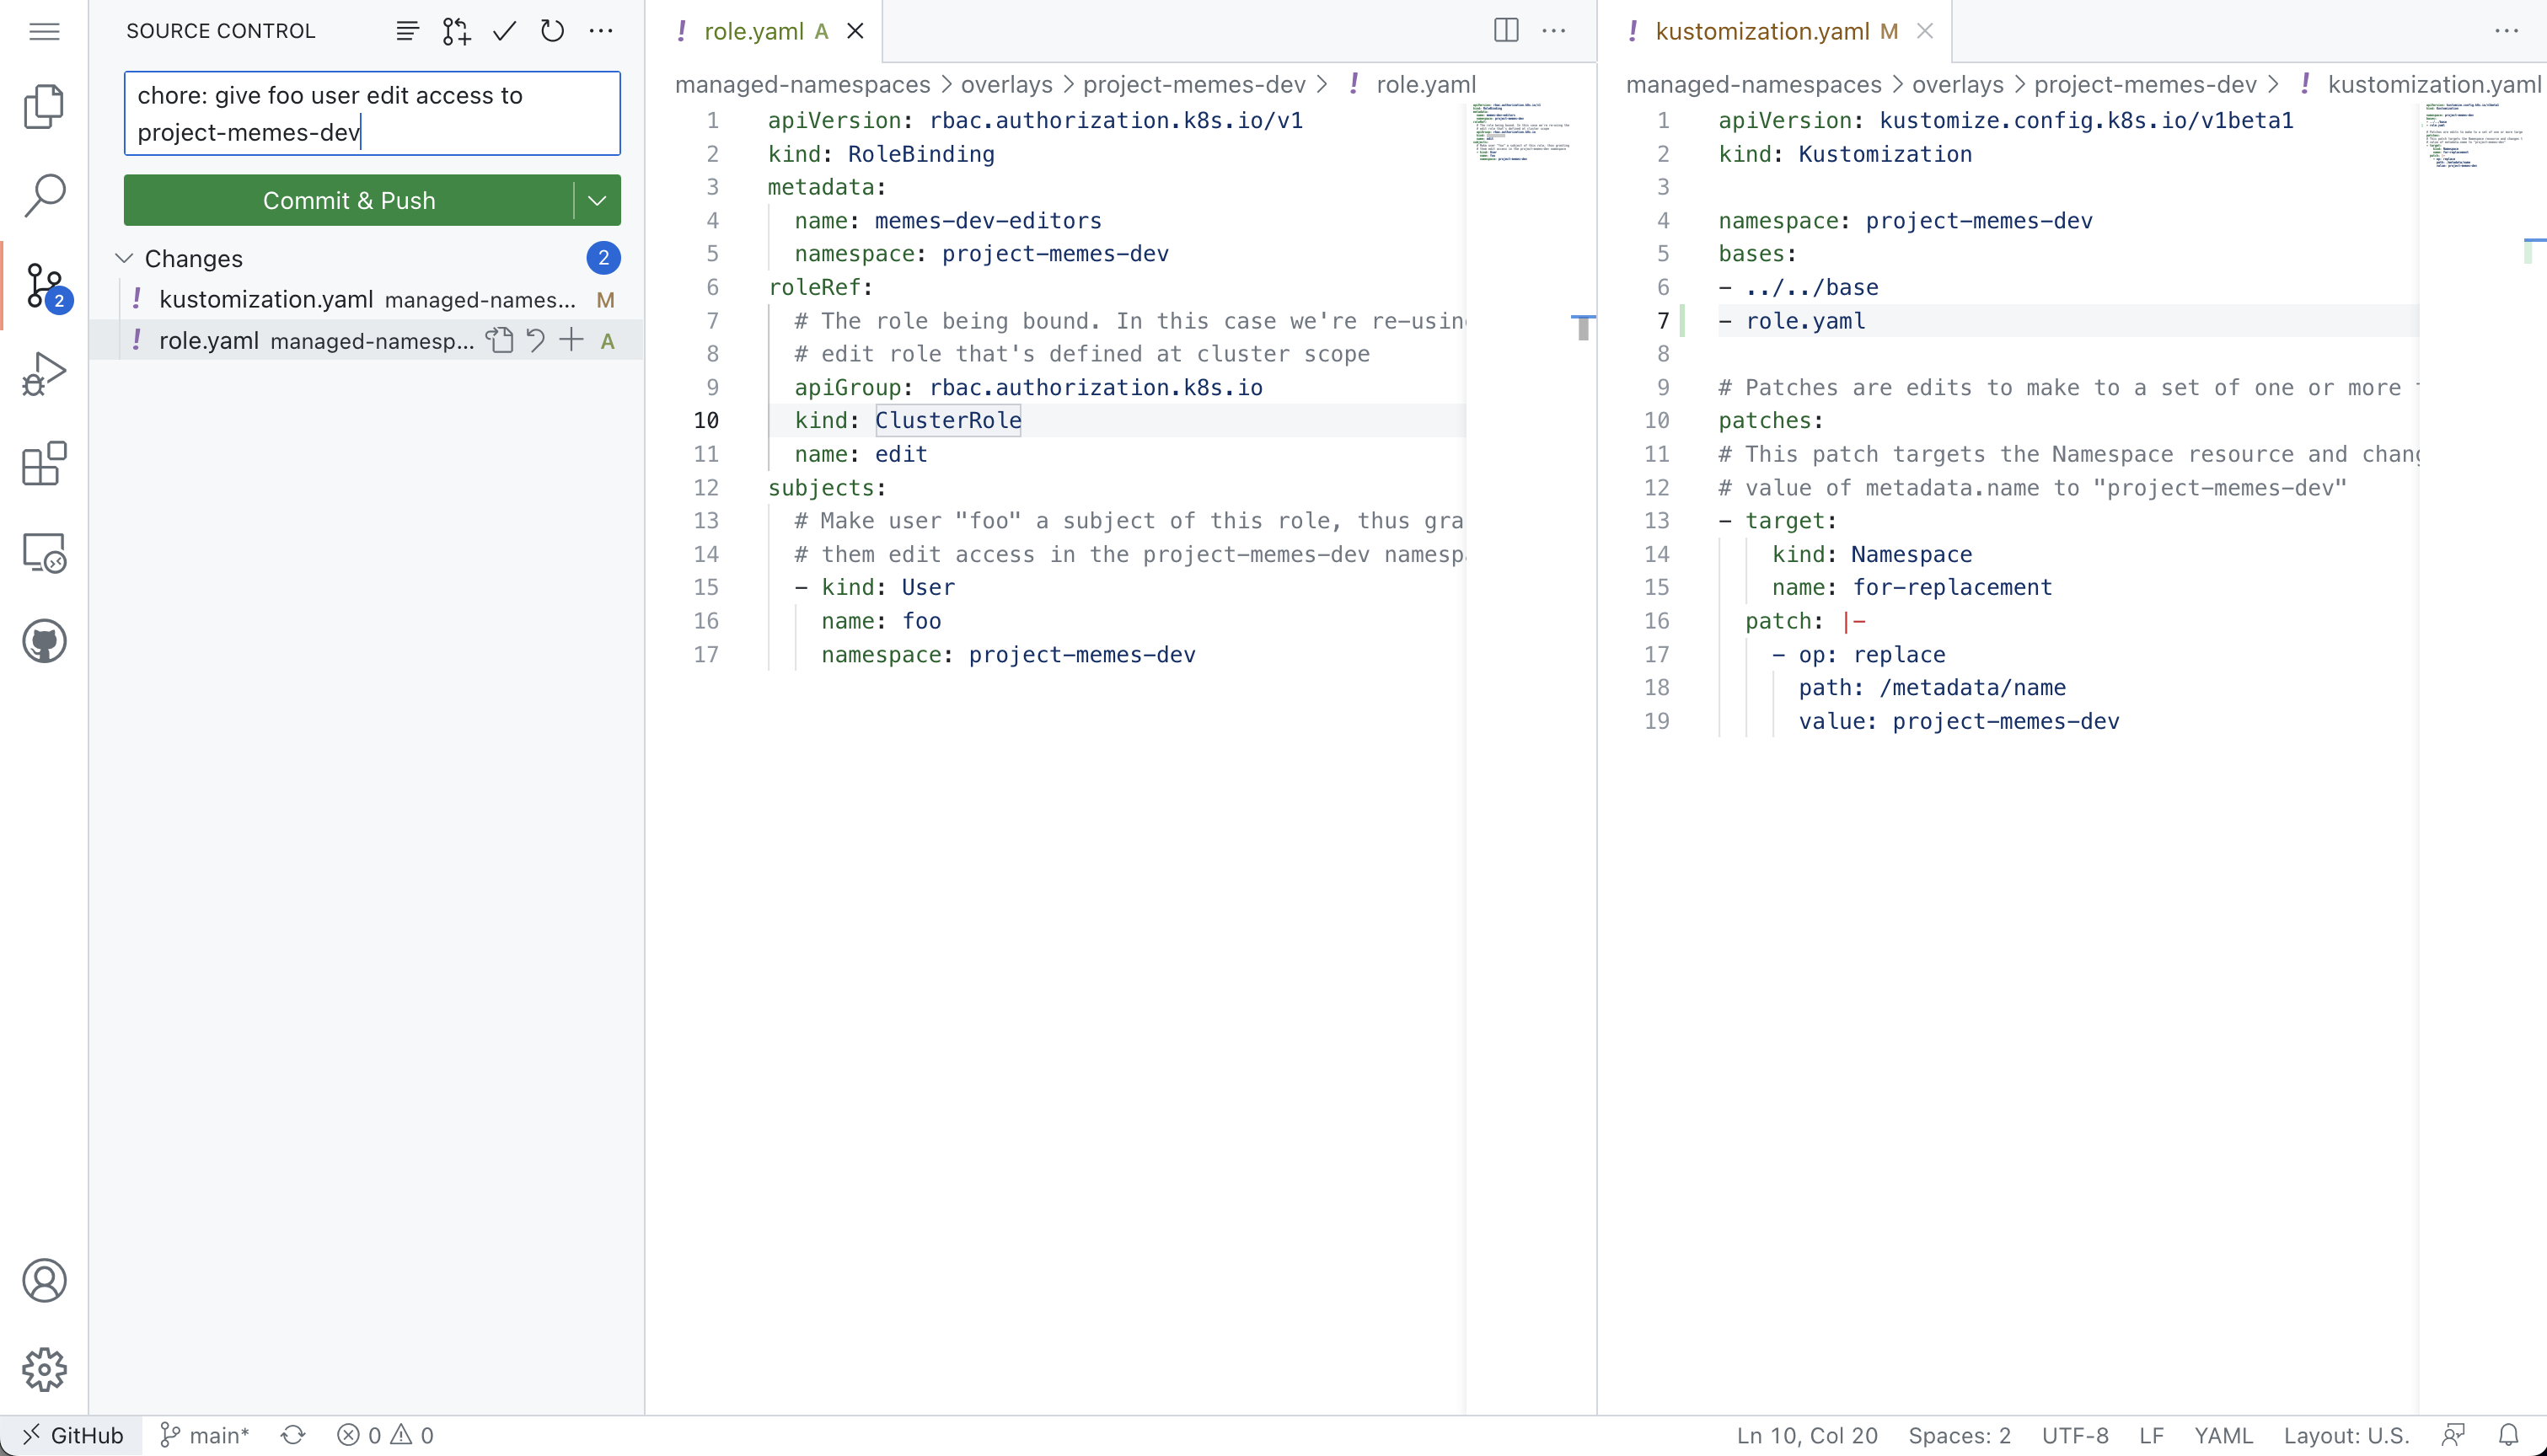 SOURCE CONTROL
chore: give foo user edit access to
project-memes-dev
Commit & Push
Changes 2
! kustomization.yaml managed-names... M
! role.yaml managed-namesp... A
2
! role.yaml A
managed-namespaces > overlays > project-memes-dev > ! role.yaml
1 apiVersion: rbac.authorization.k8s.io/v1
2 kind: RoleBinding
3 metadata:
4 name: memes-dev-editors
5 namespace: project-memes-dev
6 roleRef:
7 # The role being bound. In this case we're re-using
8 # edit role that's defined at cluster scope
9 apiGroup: rbac.authorization.k8s.io
10 kind: ClusterRole
11 name: edit
12 subjects:
13 # Make user "foo" a subject of this role, thus gra
14 # them edit access in the project-memes-dev namesp
15 - kind: User
16 name: foo
17 namespace: project-memes-dev
! kustomization.yaml M
managed-namespaces > overlays > project-memes-dev > ! kustomization.yaml
1 apiVersion: kustomize.config.k8s.io/v1beta1
2 kind: Kustomization
3
4 namespace: project-memes-dev
5 bases:
6 - ../../base
7 - role.yaml
8
9 # Patches are edits to make to a set of one or more
10 patches:
11 # This patch targets the Namespace resource and chang
12 # value of metadata.name to "project-memes-dev"
13 - target:
14 kind: Namespace
15 name: for-replacement
16 patch: |-
17 - op: replace
18 path: /metadata/name
19 value: project-memes-dev
GitHub main* 0 0 Ln 10, Col 20 Spaces: 2 UTF-8 LF YAML Layout: U.S.